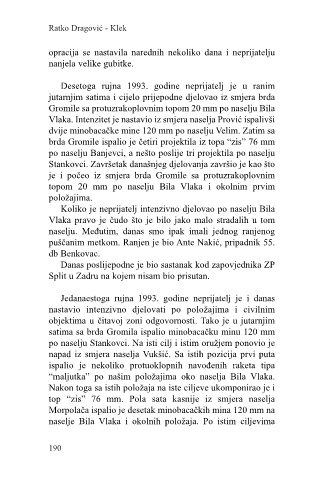 Ratko Dragović - Klek
opracija se nastavila narednih nekoliko dana i neprijatelju
nanjela velike gubitke.
Desetoga rujna 1993. godine neprijatelj je u ranim
jutarnjim satima i cijelo prijepodne djelovao iz smjera brda
Gromile sa protuzrakoplovnim topom 20 mm po naselju Bila
Vlaka. Intenzitet je nastavio iz smjera naselja Prović ispalivši
dvije minobacačke mine 120 mm po naselju Velim. Zatim sa
brda Gromile ispalio je četiri projektila iz topa “zis” 76 mm
po naselju Banjevci, a nešto poslije tri projektila po naselju
Stankovci. Završetak današnjeg djelovanja završio je kao što
je i počeo iz smjera brda Gromile sa protuzrakoplovnim
topom 20 mm po naselju Bila Vlaka i okolnim prvim
položajima.
Koliko je neprijatelj intenzivno djelovao po naselju Bila
Vlaka pravo je čudo što je bilo jako malo stradalih u tom
naselju. Međutim, danas smo ipak imali jednog ranjenog
puščanim metkom. Ranjen je bio Ante Nakić, pripadnik 55.
db Benkovac.
Danas poslijepodne je bio sastanak kod zapovjednika ZP
Split u Zadru na kojem nisam bio prisutan.
Jedanaestoga rujna 1993. godine neprijatelj je i danas
nastavio intenzivno djelovati po položajima i civilnim
objektima u čitavoj zoni odgovornosti. Tako je u jutarnjim
satima sa brda Gromila ispalio minobacačku minu 120 mm
po naselju Stankovci. Na isti cilj i istim oružjem ponovio je
napad iz smjera naselja Vukšić. Sa istih pozicija prvi puta
ispalio je nekoliko protuoklopnih navođenih raketa tipa
“maljutka” po našim položajima oko naselja Bila Vlaka.
Nakon toga sa istih položaja na iste ciljeve ukomponirao je i
top “zis” 76 mm. Pola sata kasnije iz smjera naselja
Morpolača ispalio je desetak minobacačkih mina 120 mm na
naselje Bila Vlaka i okolnih položaja. Po istim ciljevima
190